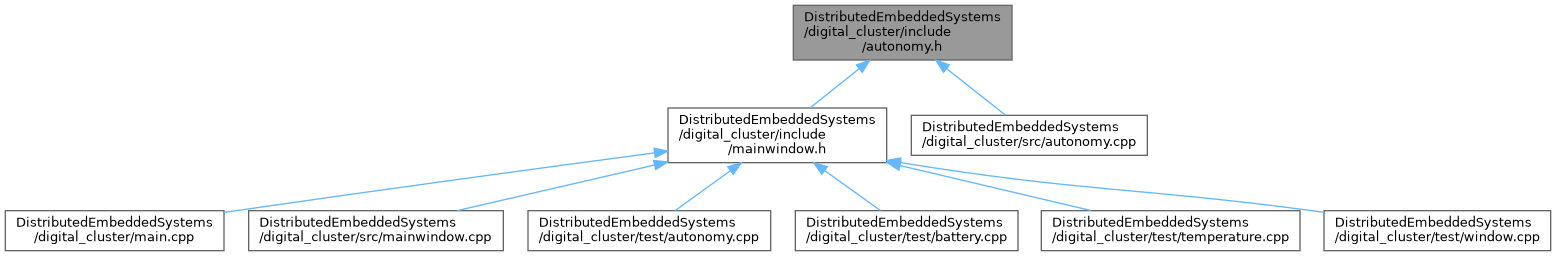 DistributedEmbeddedSystems
/digital_cluster/include
/autonomy.h
DistributedEmbeddedSystems
/digital_cluster/include
/mainwindow.h
DistributedEmbeddedSystems
/digital_cluster/src/autonomy.cpp
DistributedEmbeddedSystems
/digital_cluster/main.cpp
DistributedEmbeddedSystems
/digital_cluster/src/mainwindow.cpp
DistributedEmbeddedSystems
/digital_cluster/test/autonomy.cpp
DistributedEmbeddedSystems
/digital_cluster/test/battery.cpp
DistributedEmbeddedSystems
/digital_cluster/test/temperature.cpp
DistributedEmbeddedSystems
/digital_cluster/test/window.cpp